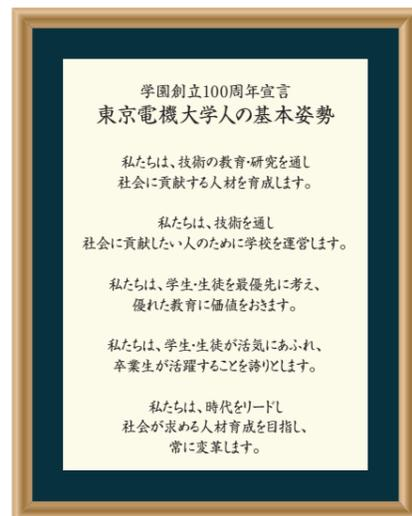 学園創立100周年宣言
東京電機大学人の基本姿勢
私たちは、技術の教育・研究を通し
社会に貢献する人材を育成します。
私たちは、技術を通し
社会に貢献したい人のために学校を運営します。
私たちは、学生・生徒を最優先に考え、
優れた教育に価値をおきます。
私たちは、学生・生徒が活気にあふれ、
卒業生が活躍することを誇りとします。
私たちは、時代をリードし
社会が求める人材育成を目指し、
常に変革します。